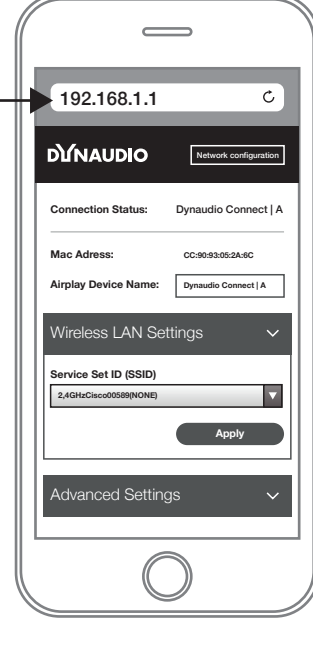 192.168.1.1
DYNAUDIO
Network configuration
Connection Status: Dynaudio Connect | A
Mac Adress: CC:90:93:05:2A:6C
Airplay Device Name: Dynaudio Connect | A
Wireless LAN Settings
Service Set ID (SSID)
2,4GHzCisco00589(NONE)
Apply
Advanced Settings